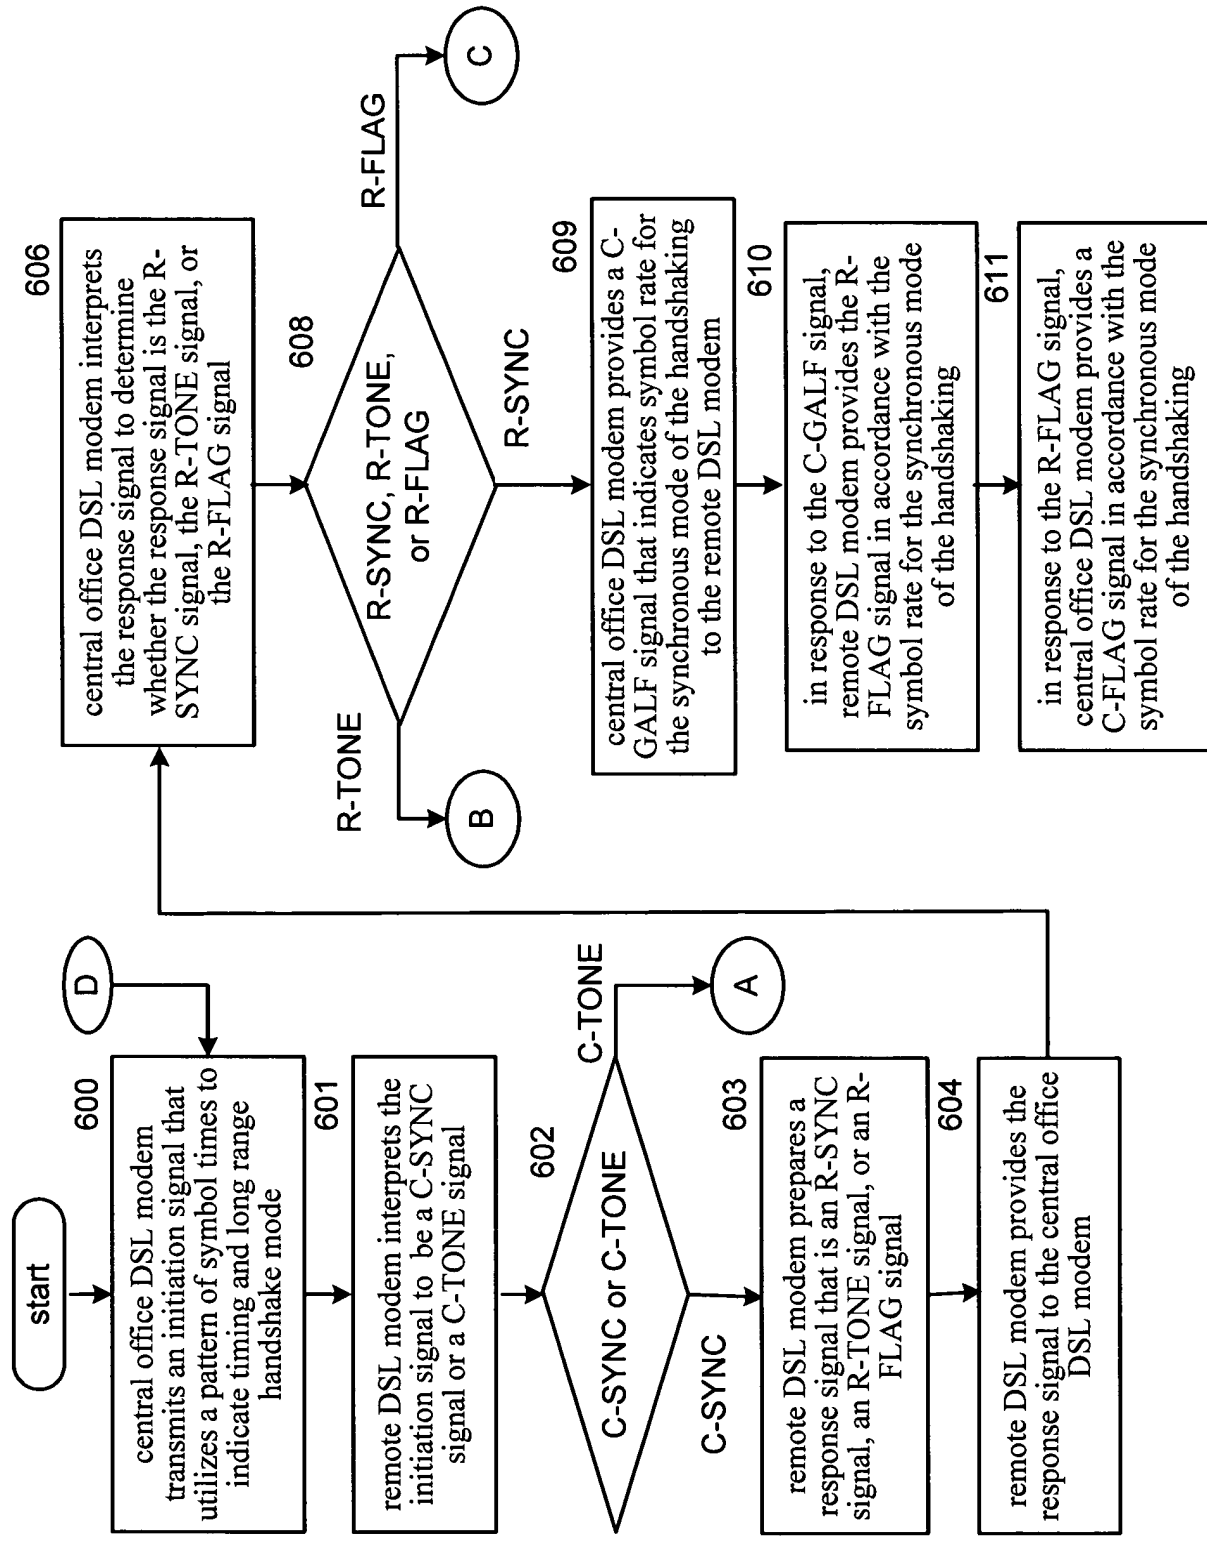 start
D
600
central office DSL modem
transmits an initiation signal that
utilizes a pattern of symbol times to
indicate timing and long range
handshake mode
601
remote DSL modem interprets the
initiation signal to be a C-SYNC
signal or a C-TONE signal
602
C-SYNC or C-TONE
C-TONE
A
C-SYNC
603
remote DSL modem prepares a
response signal that is an R-SYNC
signal, an R-TONE signal, or an R-
FLAG signal
604
remote DSL modem provides the
response signal to the central office
DSL modem
606
central office DSL modem interprets
the response signal to determine
whether the response signal is the R-
SYNC signal, the R-TONE signal, or
the R-FLAG signal
608
R-SYNC, R-TONE,
or R-FLAG
R-TONE
B
R-FLAG
C
R-SYNC
609
central office DSL modem provides a C-
GALF signal that indicates symbol rate for
the synchronous mode of the handshaking
to the remote DSL modem
610
in response to the C-GALF signal,
remote DSL modem provides the R-
FLAG signal in accordance with the
symbol rate for the synchronous mode
of the handshaking
611
in response to the R-FLAG signal,
central office DSL modem provides a
C-FLAG signal in accordance with the
symbol rate for the synchronous mode
of the handshaking